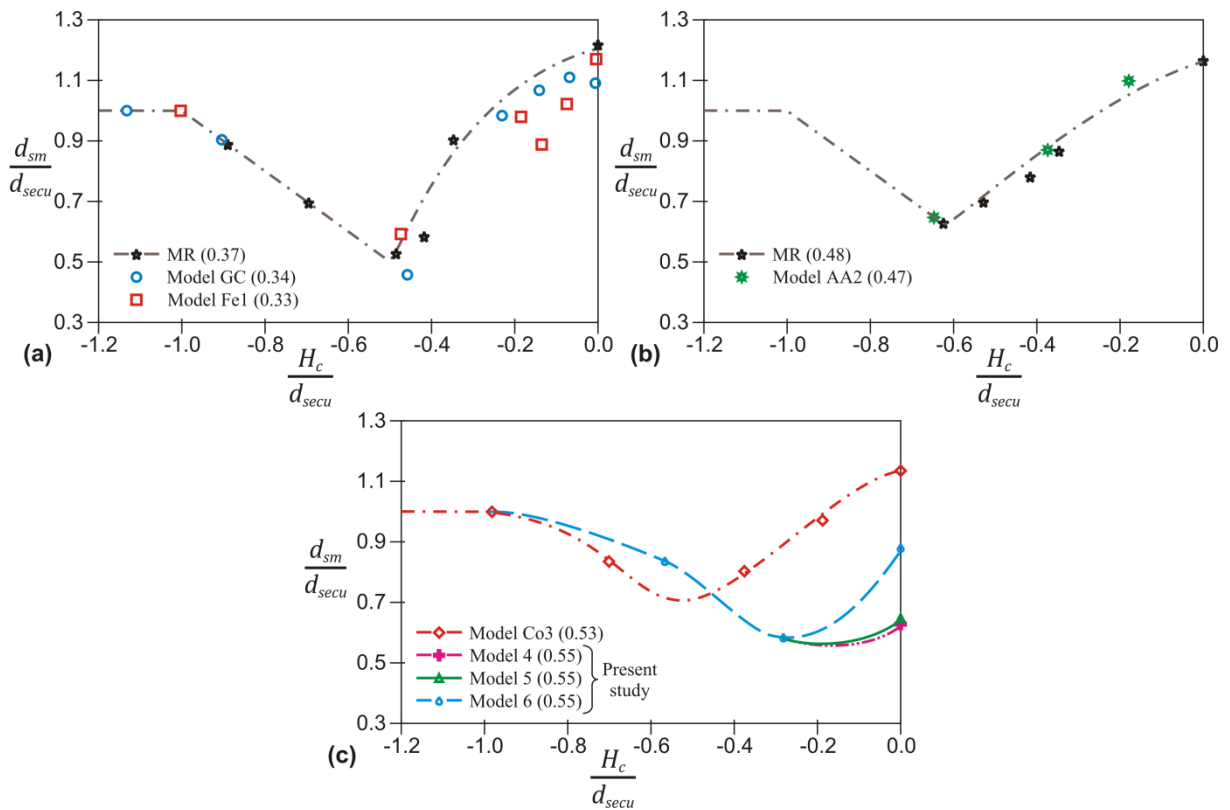 1.3
1.1
0.9
0.7
0.5
0.3
d_sm
d_secu
MR (0.37)
Model GC (0.34)
Model Fe1 (0.33)
-1.2 -1.0 -0.8 -0.6 -0.4 -0.2 0.0
(a)
H_c
d_secu
1.3
1.1
0.9
0.7
0.5
0.3
d_sm
d_secu
MR (0.48)
Model AA2 (0.47)
-1.2 -1.0 -0.8 -0.6 -0.4 -0.2 0.0
(b)
H_c
d_secu
1.3
1.1
0.9
0.7
0.5
0.3
d_sm
d_secu
Model Co3 (0.53)
Model 4 (0.55)
Model 5 (0.55)
Model 6 (0.55)
Present
study
-1.2 -1.0 -0.8 -0.6 -0.4 -0.2 0.0
(c)
H_c
d_secu